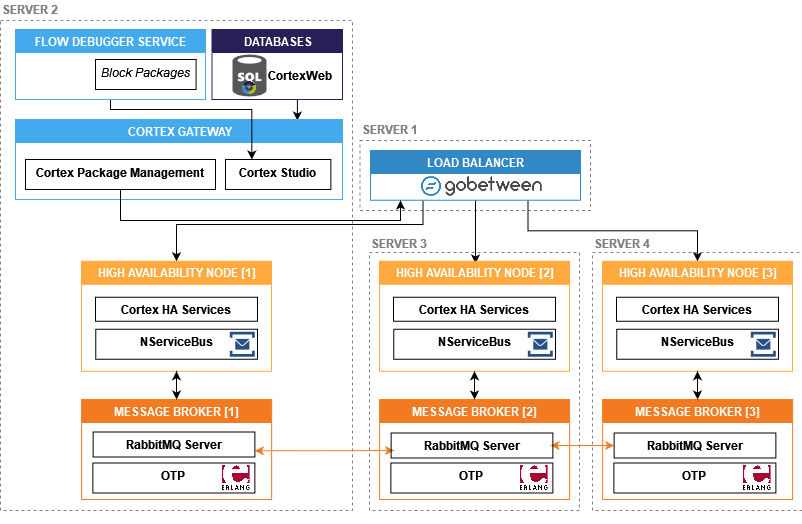 SERVER 2
FLOW DEBUGGER SERVICE
Block Packages
DATABASES
SQL
CortexWeb
CORTEX GATEWAY
Cortex Package Management
Cortex Studio
SERVER 1
LOAD BALANCER
gobetween
SERVER 3
SERVER 4
HIGH AVAILABILITY NODE [1]
Cortex HA Services
NServiceBus
HIGH AVAILABILITY NODE [2]
Cortex HA Services
NServiceBus
HIGH AVAILABILITY NODE [3]
Cortex HA Services
NServiceBus
MESSAGE BROKER [1]
RabbitMQ Server
OTP
ERLANG
MESSAGE BROKER [2]
RabbitMQ Server
OTP
ERLANG
MESSAGE BROKER [3]
RabbitMQ Server
OTP
ERLANG